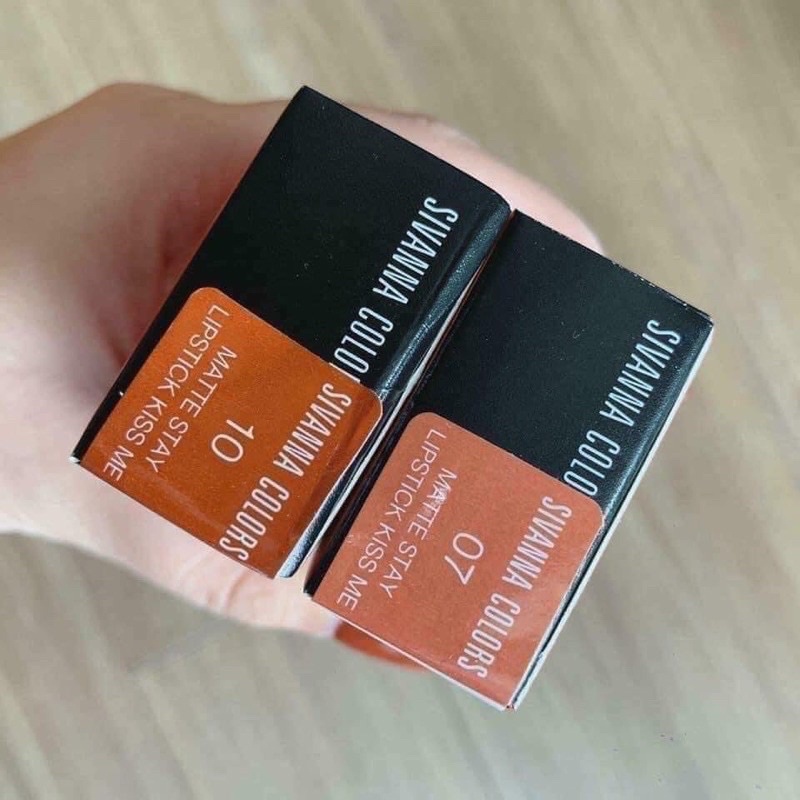 SIVANNA COLO
SIVANNA COLORS
10
MATTE STAY
LIPSTICK KISS ME
SIVANNA COLO
SIVANNA COLORS
07
MATTE STAY
LIPSTICK KISS ME